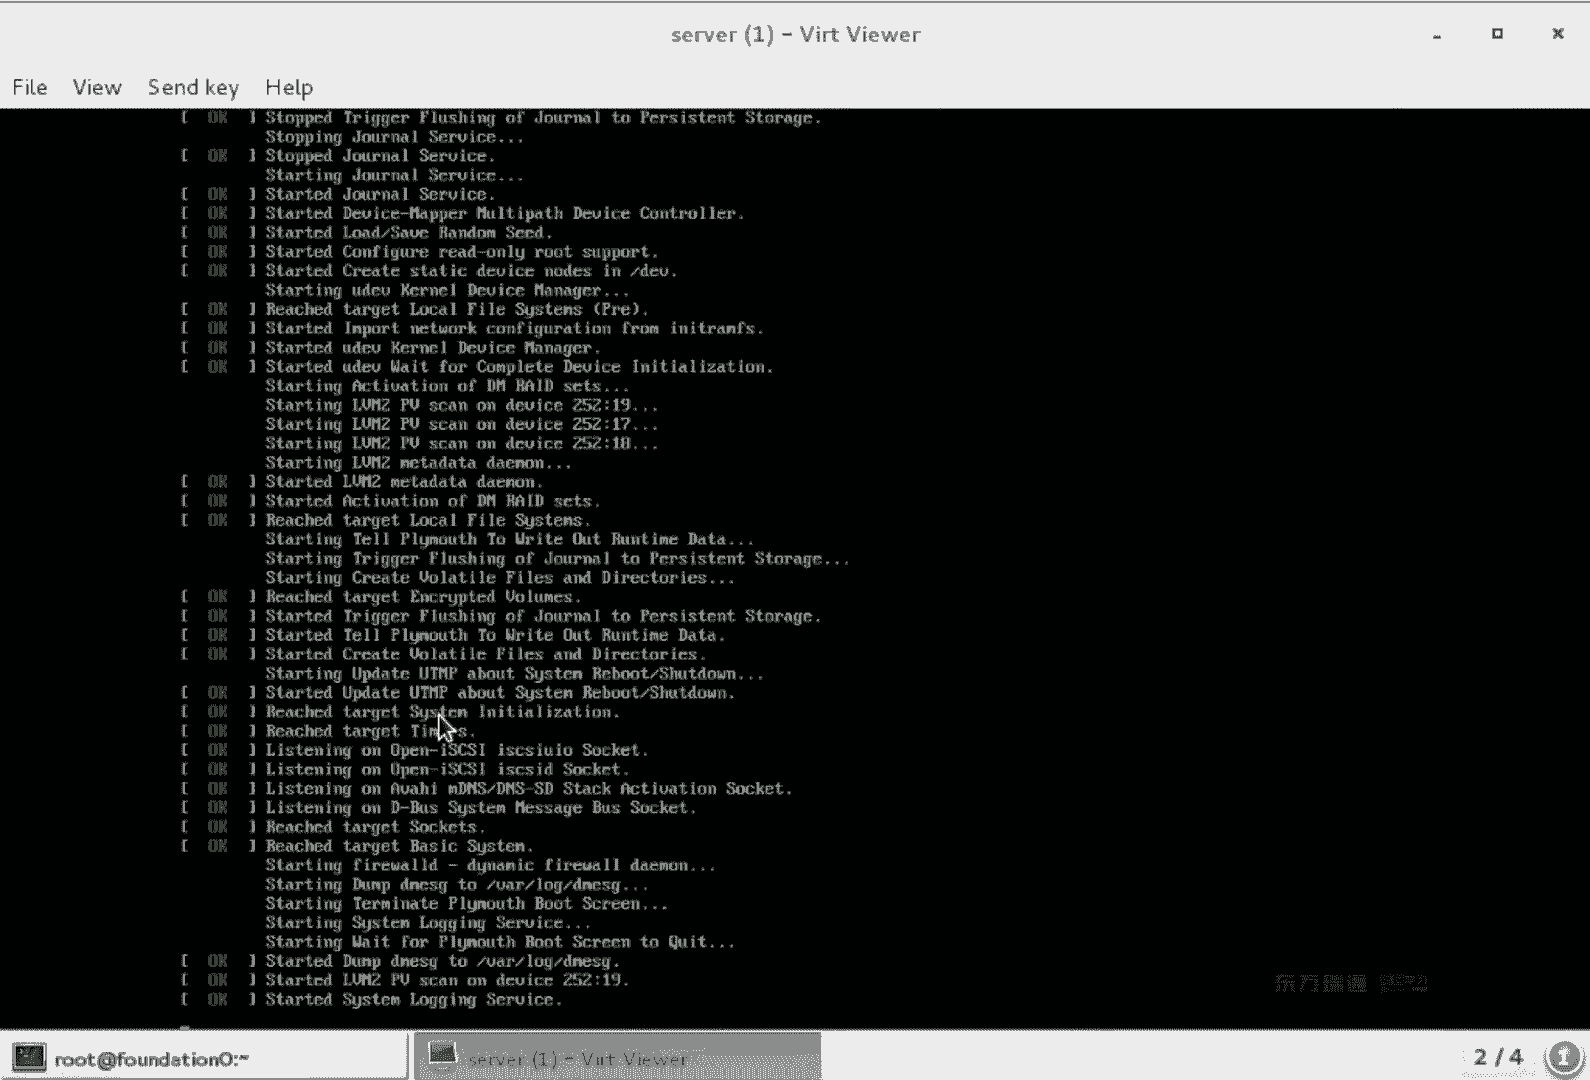 server (1) - Virt Viewer
File View Send key Help
[ OK ] Stopped Trigger Flushing of Journal to Persistent Storage.
Stopping Journal Service...
[ OK ] Stopped Journal Service.
Starting Journal Service...
[ OK ] Started Journal Service.
[ OK ] Started Device-Mapper Multipath Device Controller.
[ OK ] Started Load/Save Random Seed.
[ OK ] Started Configure read-only root support.
[ OK ] Started Create static device nodes in /dev.
Starting udev Kernel Device Manager...
[ OK ] Reached target Local File Systems (Pre).
[ OK ] Started Import network configuration from initramfs.
[ OK ] Started udev Kernel Device Manager.
[ OK ] Started udev Wait for Complete Device Initialization.
Starting Activation of DM RAID sets...
Starting LVM2 PV scan on device 252:19...
Starting LVM2 PV scan on device 252:17...
Starting LVM2 PV scan on device 252:18...
Starting LVM2 metadata daemon...
[ OK ] Started LVM2 metadata daemon.
[ OK ] Started Activation of DM RAID sets.
[ OK ] Reached target Local File Systems.
Starting Tell Plymouth To Write Out Runtime Data...
Starting Trigger Flushing of Journal to Persistent Storage...
Starting Create Volatile Files and Directories...
[ OK ] Reached target Encrypted Volumes.
[ OK ] Started Trigger Flushing of Journal to Persistent Storage.
[ OK ] Started Tell Plymouth To Write Out Runtime Data.
[ OK ] Started Create Volatile Files and Directories.
Starting Update UTMP about System Reboot/Shutdown...
[ OK ] Started Update UTMP about System Reboot/Shutdown.
[ OK ] Reached target System Initialization.
[ OK ] Reached target Timers.
[ OK ] Listening on Open-iSCSI iscsiuio Socket.
[ OK ] Listening on Open-iSCSI iscsid Socket.
[ OK ] Listening on Avahi mDNS/DNS-SD Stack Activation Socket.
[ OK ] Listening on D-Bus System Message Bus Socket.
[ OK ] Reached target Sockets.
[ OK ] Reached target Basic System.
Starting firewalld - dynamic firewall daemon...
Starting Dump dmesg to /var/log/dmesg...
Starting Terminate Plymouth Boot Screen...
Starting System Logging Service...
Starting Wait for Plymouth Boot Screen to Quit...
[ OK ] Started Dump dmesg to /var/log/dmesg.
[ OK ] Started LVM2 PV scan on device 252:19.
[ OK ] Started System Logging Service.
root@foundation0:~ server (1) - Virt Viewer 2 / 4 1